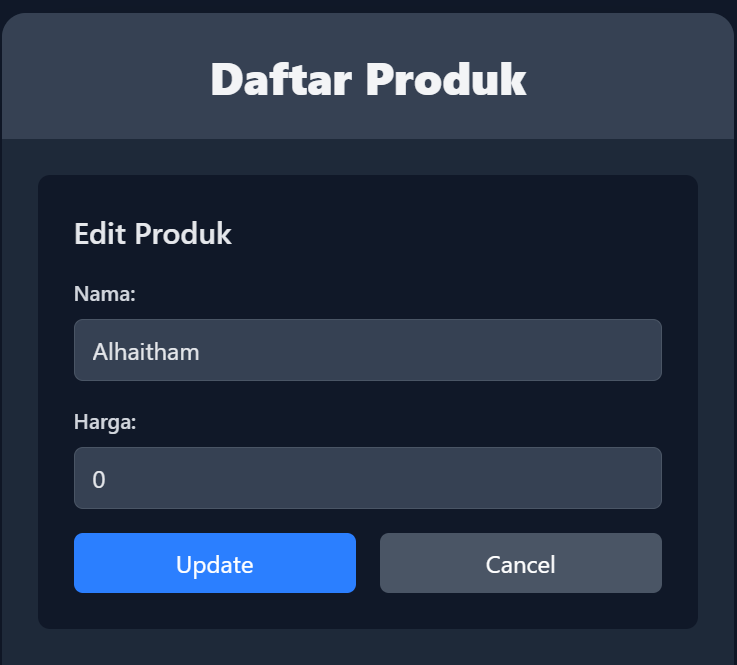 Daftar Produk
Edit Produk
Nama:
Alhaitham
Harga:
0
Update Cancel